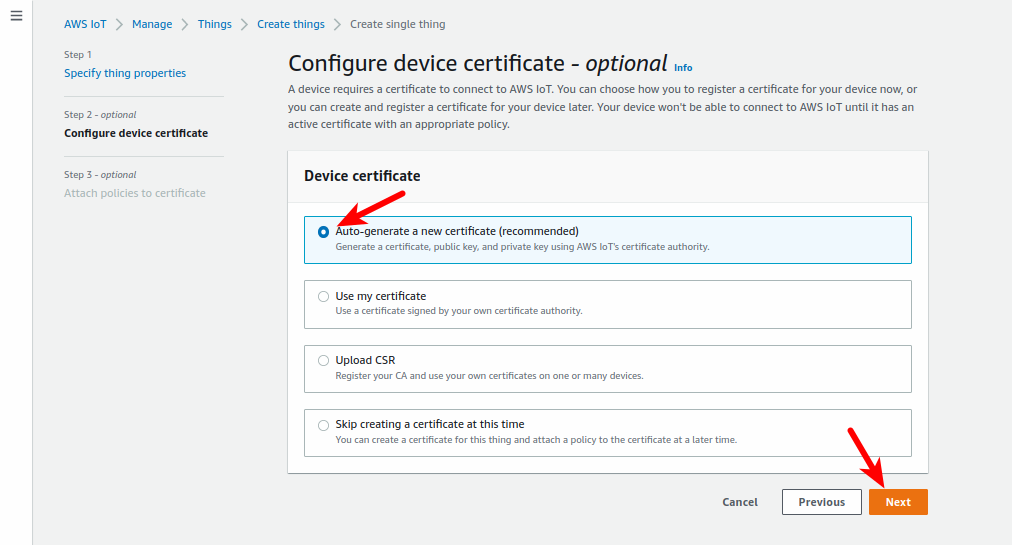 AWS IoT > Manage > Things > Create things > Create single thing
Step 1
Specify thing properties
Step 2 - optional
Configure device certificate
Step 3 - optional
Attach policies to certificate
Configure device certificate - optional Info
A device requires a certificate to connect to AWS IoT. You can choose how you to register a certificate for your device now, or
you can create and register a certificate for your device later. Your device won't be able to connect to AWS IoT until it has an
active certificate with an appropriate policy.
Device certificate
Auto-generate a new certificate (recommended)
Generate a certificate, public key, and private key using AWS IoT's certificate authority.
Use my certificate
Use a certificate signed by your own certificate authority.
Upload CSR
Register your CA and use your own certificates on one or many devices.
Skip creating a certificate at this time
You can create a certificate for this thing and attach a policy to the certificate at a later time.
Cancel Previous Next